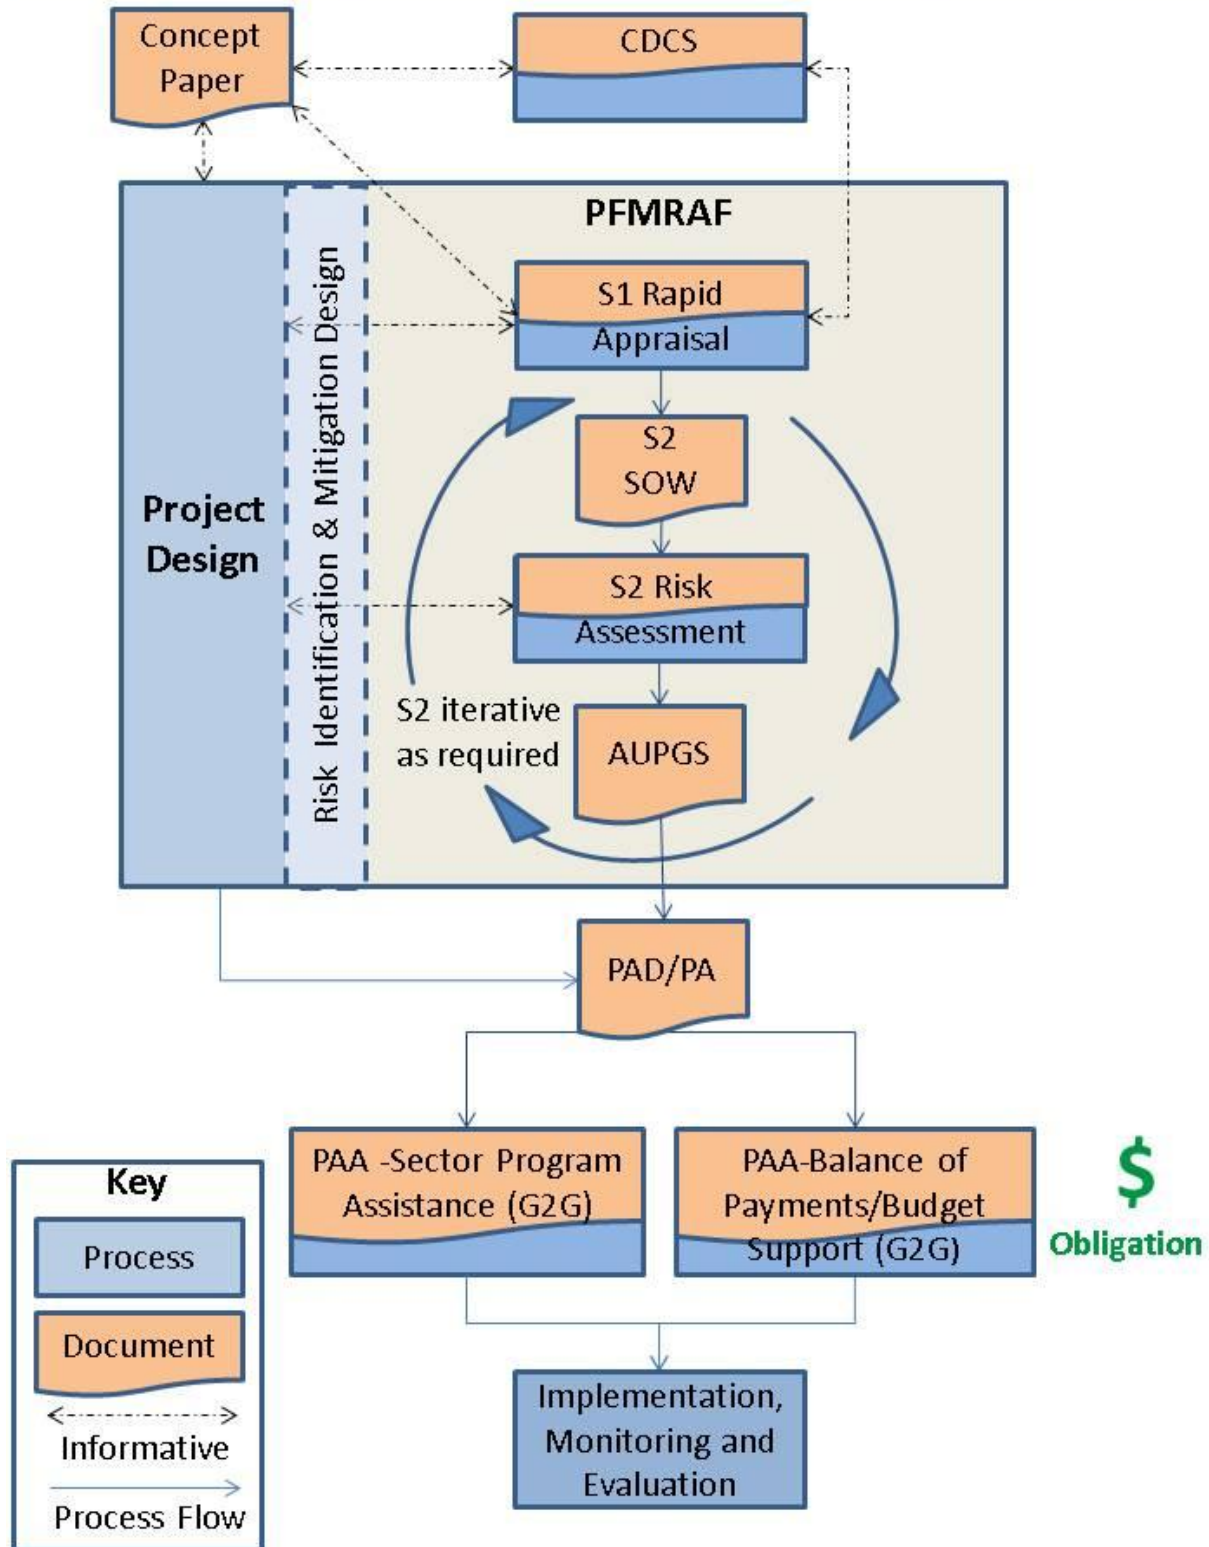 Concept
Paper
CDCS
PFMRAF
S1 Rapid
Appraisal
Risk Identification & Mitigation Design
S2
SOW
Project
Design
S2 Risk
Assessment
S2 iterative
as required
AUPGS
PAD/PA
PAA -Sector Program
Assistance (G2G)
PAA-Balance of
Payments/Budget
Support (G2G)
$
Obligation
Key
Process
Document
Informative
Process Flow
Implementation,
Monitoring and
Evaluation